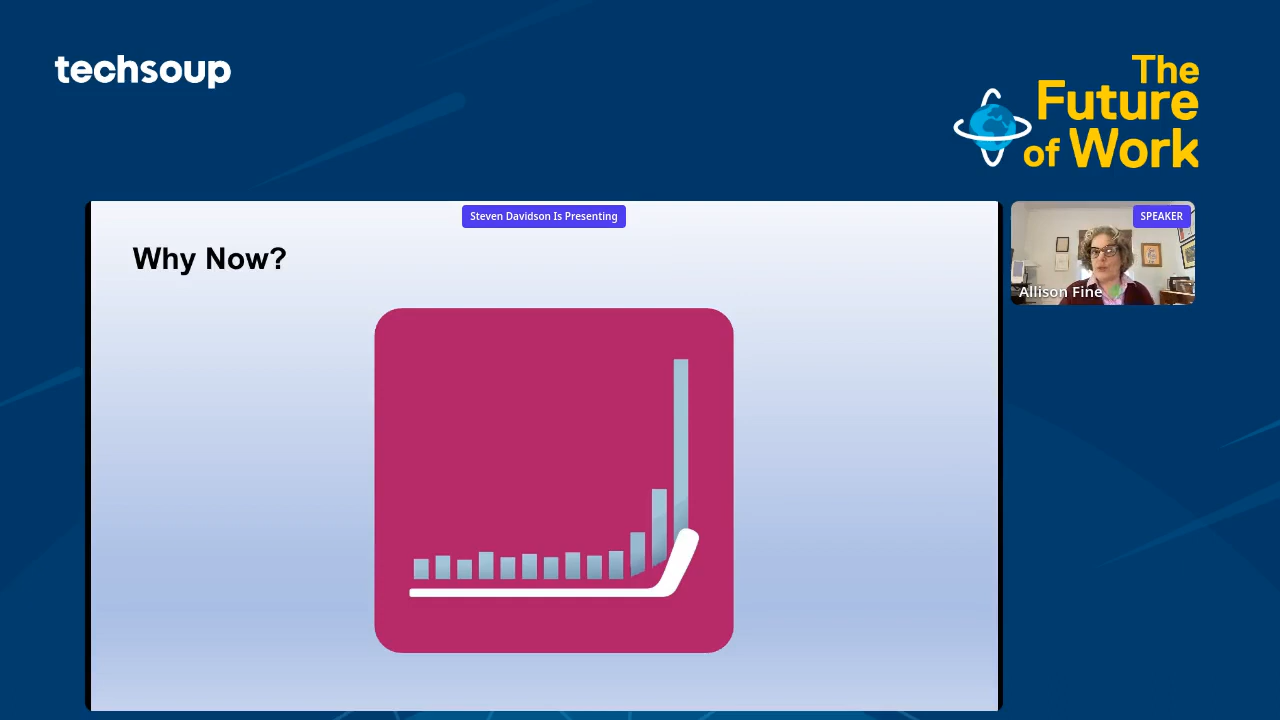 techsoup
The
Future
of Work
Steven Davidson Is Presenting
SPEAKER
Why Now?
Allison Fine